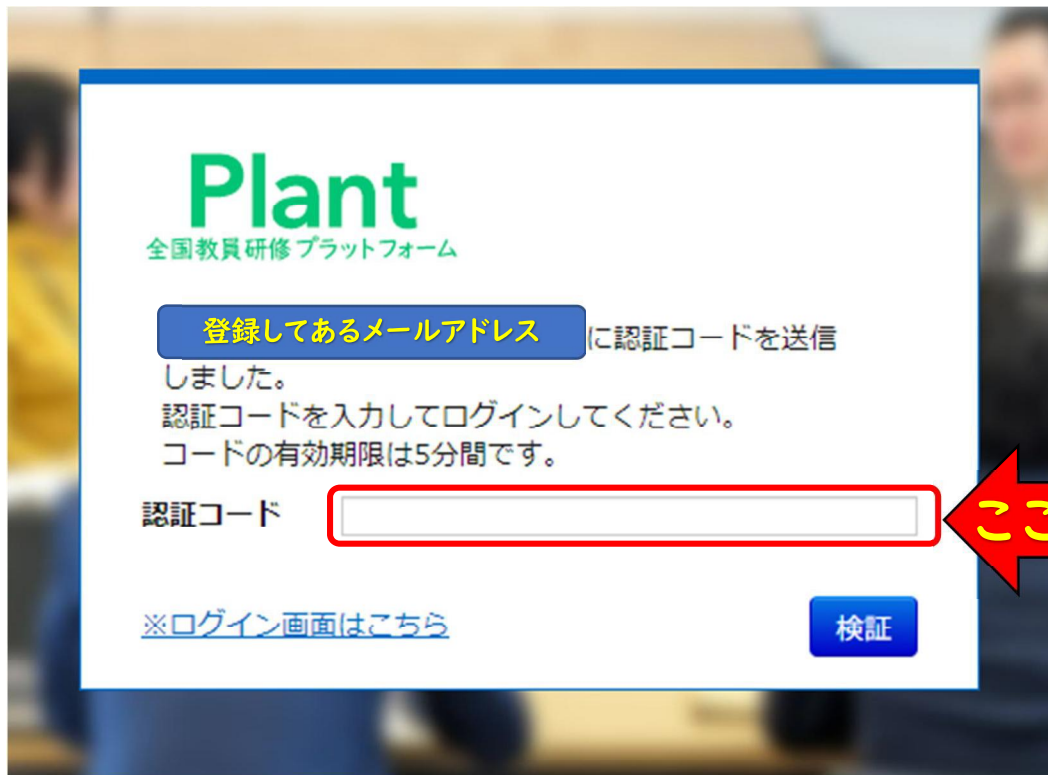 Plant
全国教員研修プラットフォーム
登録してあるメールアドレス に認証コードを送信
しました。
認証コードを入力してログインしてください。
コードの有効期限は5分間です。
認証コード
ここ
※ログイン画面はこちら
検証